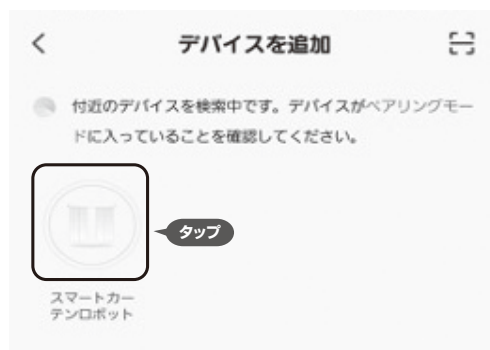 デバイスを追加
付近のデバイスを検索中です。デバイスがペアリングモー
ドに入っていることを確認してください。
タップ
スマートカー
テンロボット